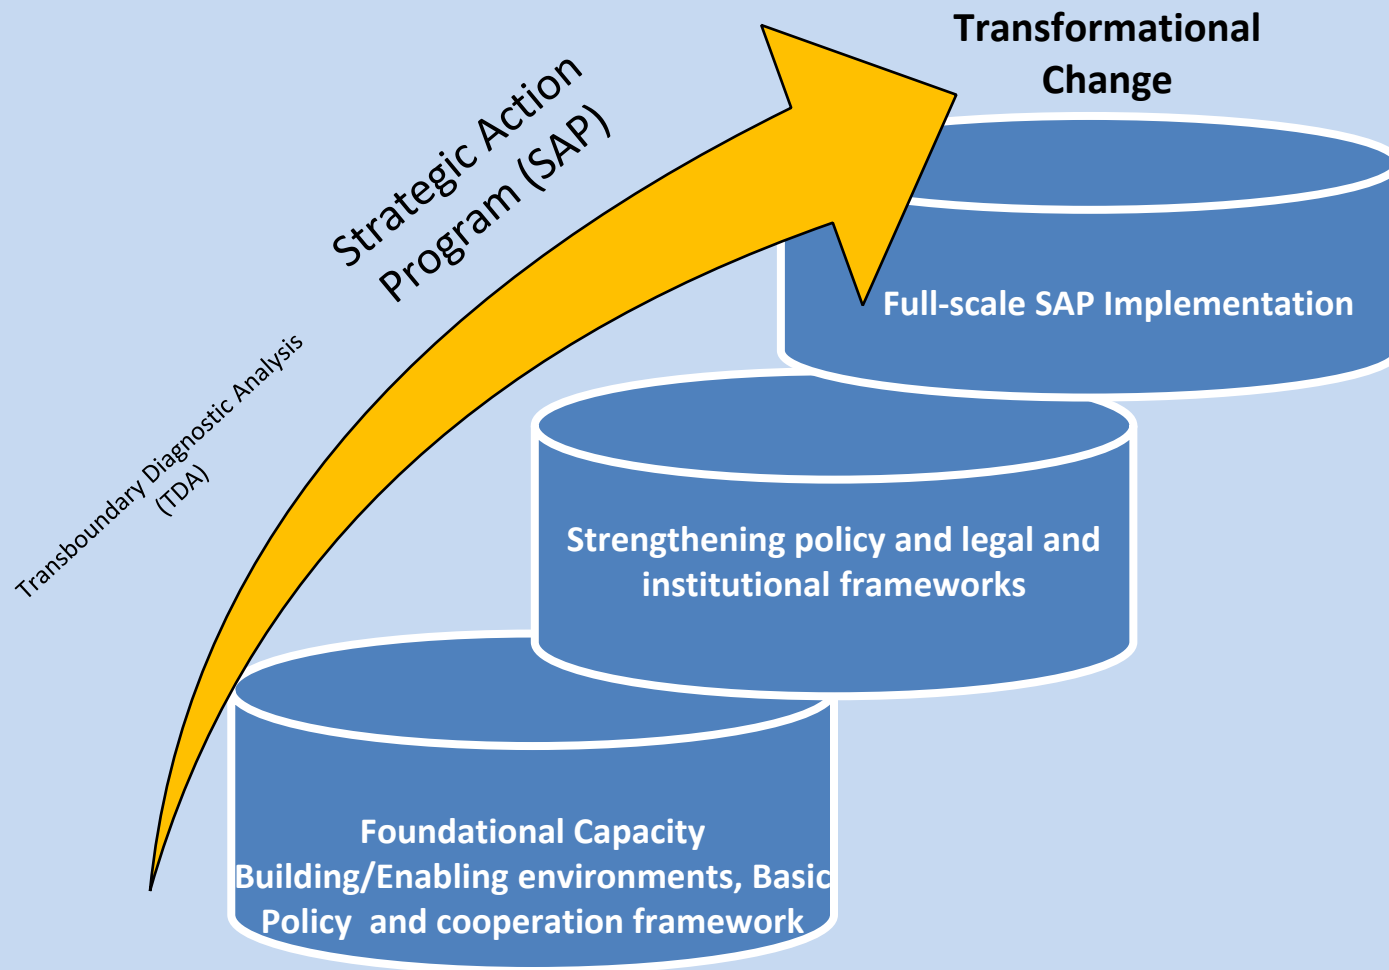 Transformational
Change
Strategic Action
Program (SAP)
Full-scale SAP Implementation
Transboundary Diagnostic Analysis
(TDA)
Strengthening policy and legal and
institutional frameworks
Foundational Capacity
Building/Enabling environments, Basic
Policy  and cooperation framework